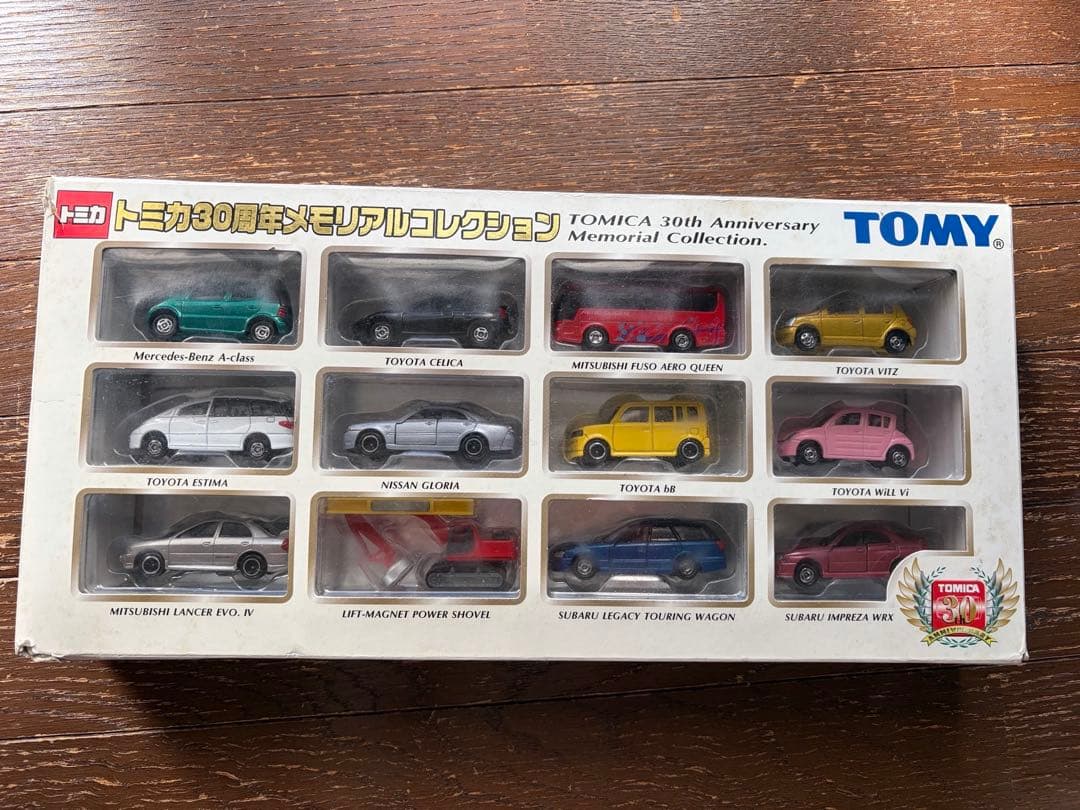 トミカ
トミカ30周年メモリアルコレクション
TOMICA 30th Anniversary
Memorial Collection.
TOMY®
Mercedes-Benz A-class
TOYOTA CELICA
MITSUBISHI FUSO AERO QUEEN
TOYOTA VITZ
TOYOTA ESTIMA
NISSAN GLORIA
TOYOTA bB
TOYOTA WiLL Vi
MITSUBISHI LANCER EVO. IV
LIFT-MAGNET POWER SHOVEL
SUBARU LEGACY TOURING WAGON
SUBARU IMPREZA WRX
TOMICA
30
ANNIVERSARY